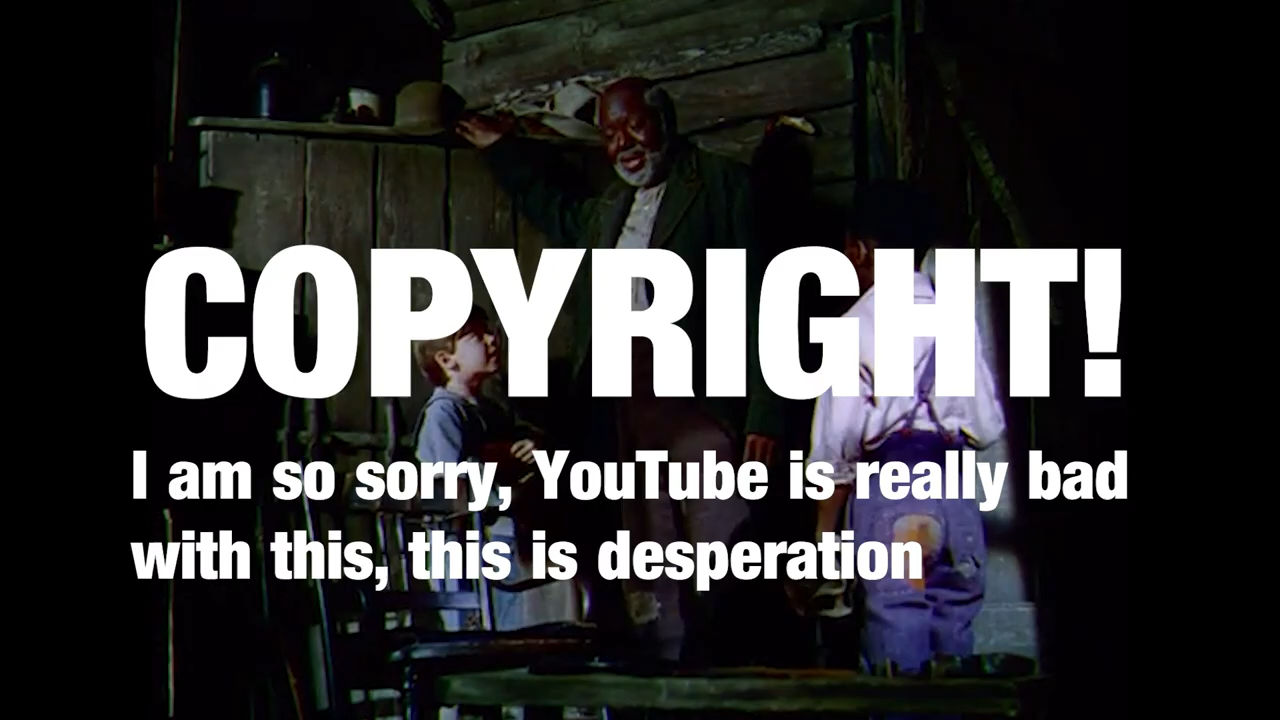 COPYRIGHT!
I am so sorry, YouTube is really bad
with this, this is desperation